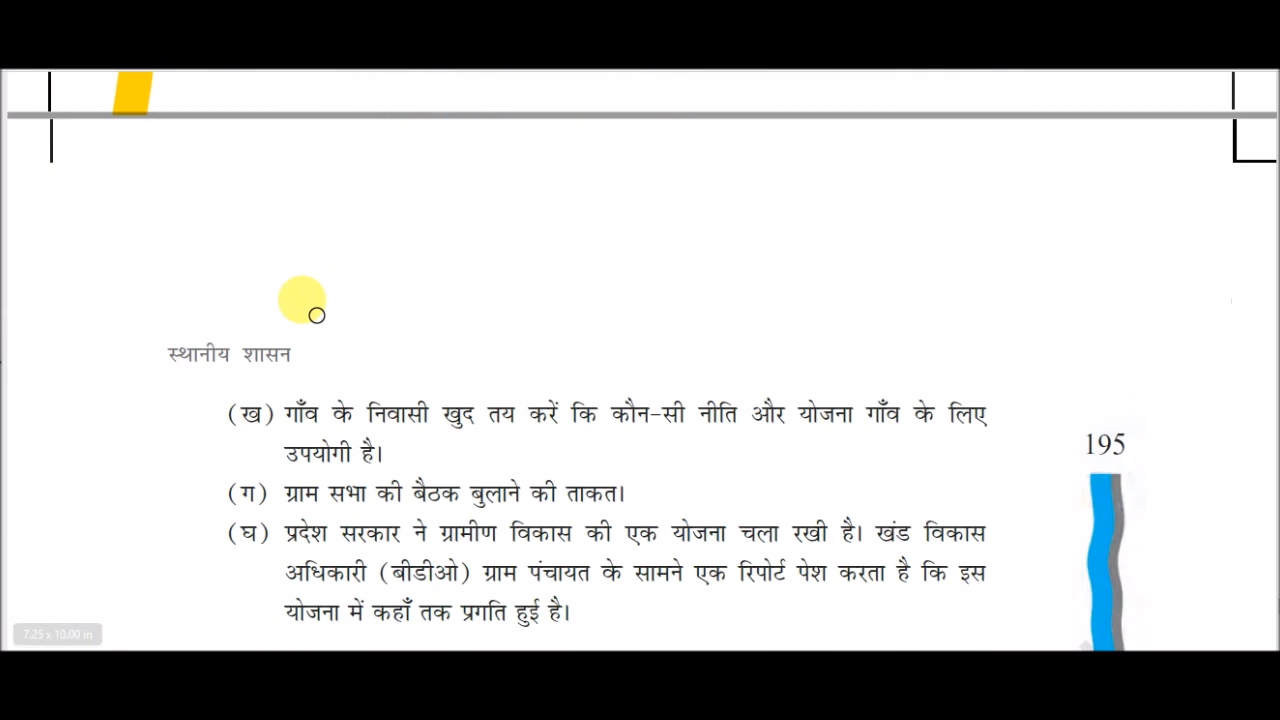 स्थानीय शासन
(ख) गाँव के निवासी खुद तय करें कि कौन-सी नीति और योजना गाँव के लिए
उपयोगी है।
195
(ग) ग्राम सभा की बैठक बुलाने की ताकत।
(घ) प्रदेश सरकार ने ग्रामीण विकास की एक योजना चला रखी है। खंड विकास
अधिकारी (बीडीओ) ग्राम पंचायत के सामने एक रिपोर्ट पेश करता है कि इस
योजना में कहाँ तक प्रगति हुई है।
7.25 x 10.00 in